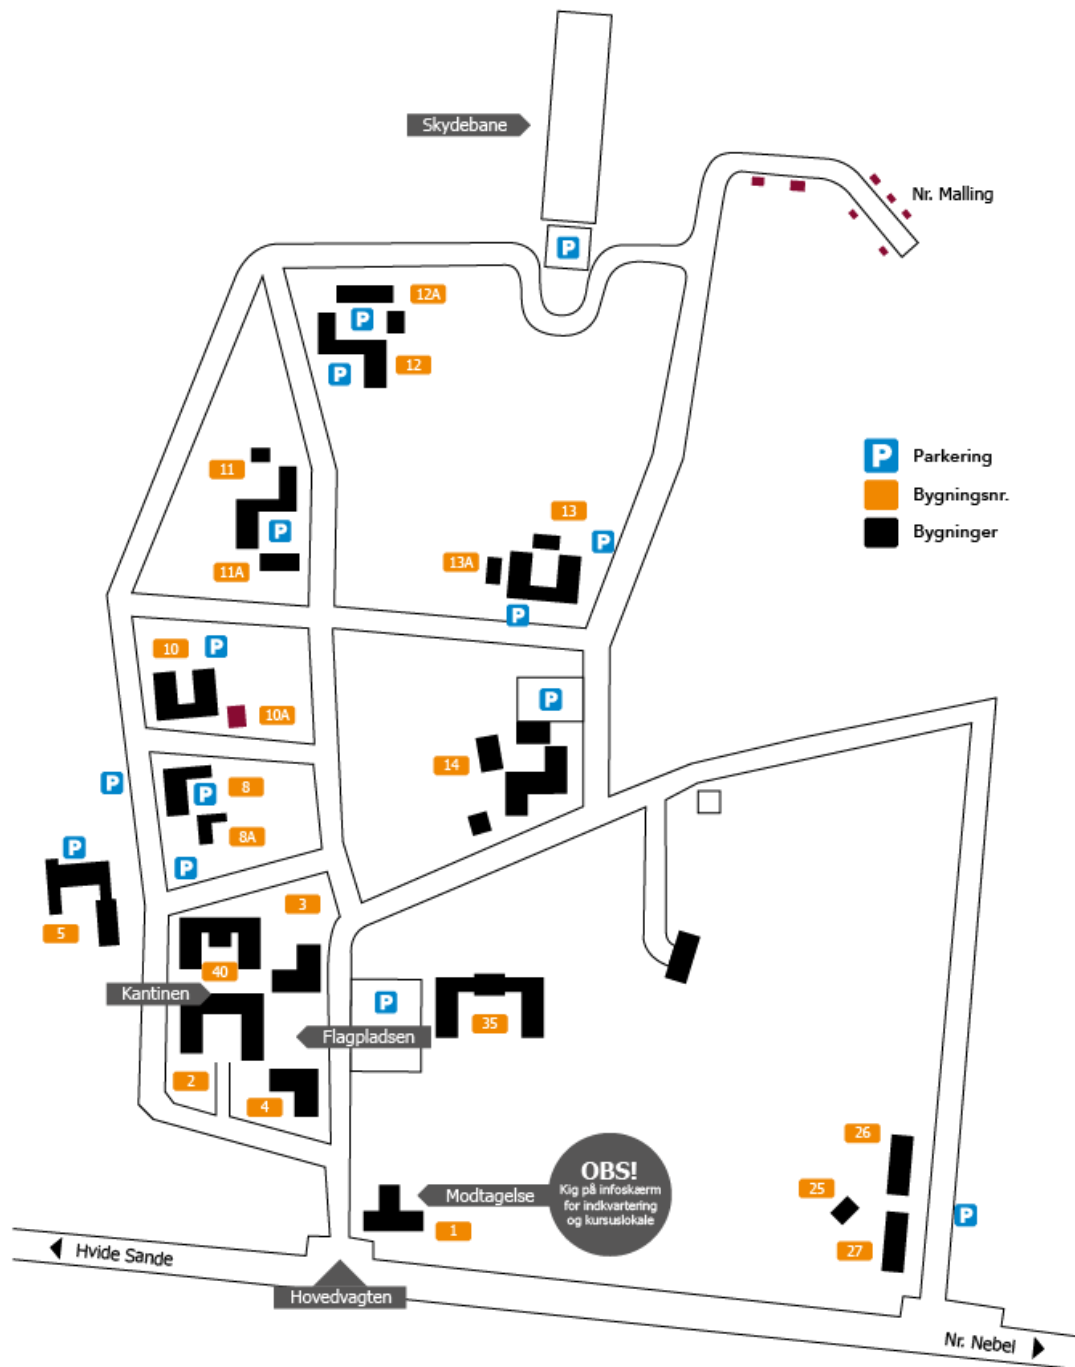 Skydebane
Nr. Malling
P
12A
P
12
P
11
P
Parkering
Bygningsnr.
Bygninger
P
11A
13
P
13A
P
10
P
10A
P
14
P
8
P
8A
P
P
5
3
40
Kantinen
P
35
Flagpladsen
2
4
OBS!
Kig på infoskærm
for indkvartering
og kursuslokale
Modtagelse
1
26
25
27
P
Hvide Sande
Hovedvagten
Nr. Nebel